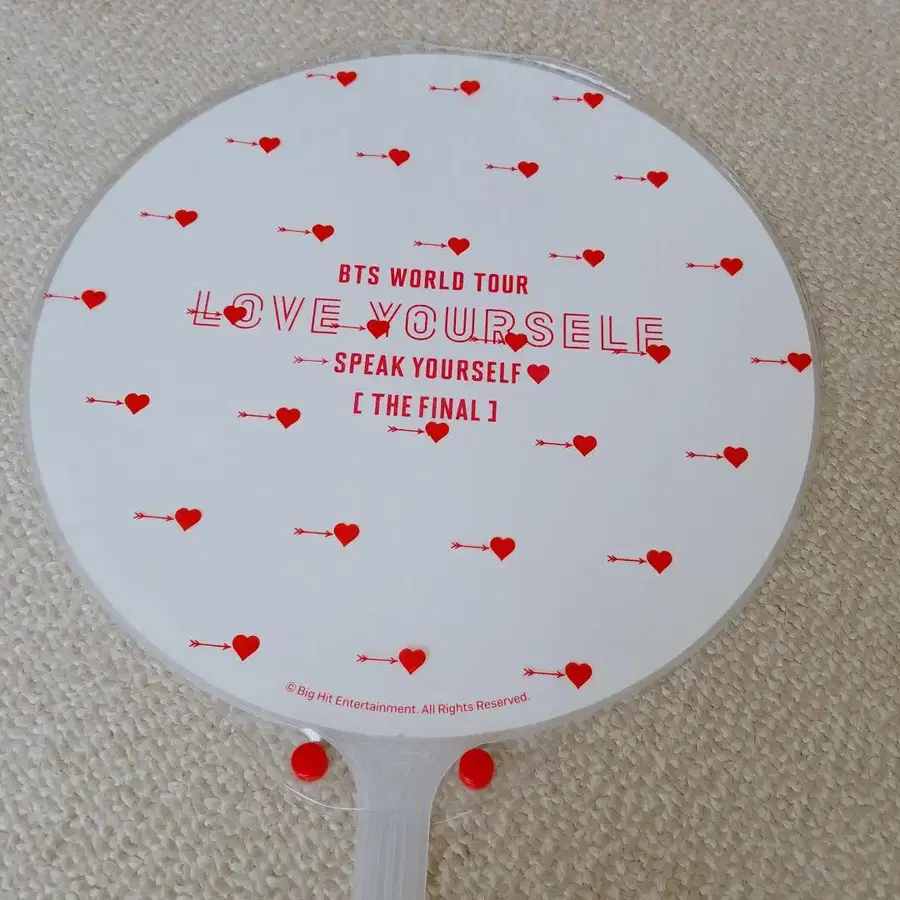 BTS WORLD TOUR
LOVE YOURSELF
SPEAK YOURSELF
[ THE FINAL ]
© Big Hit Entertainment. All Rights Reserved.